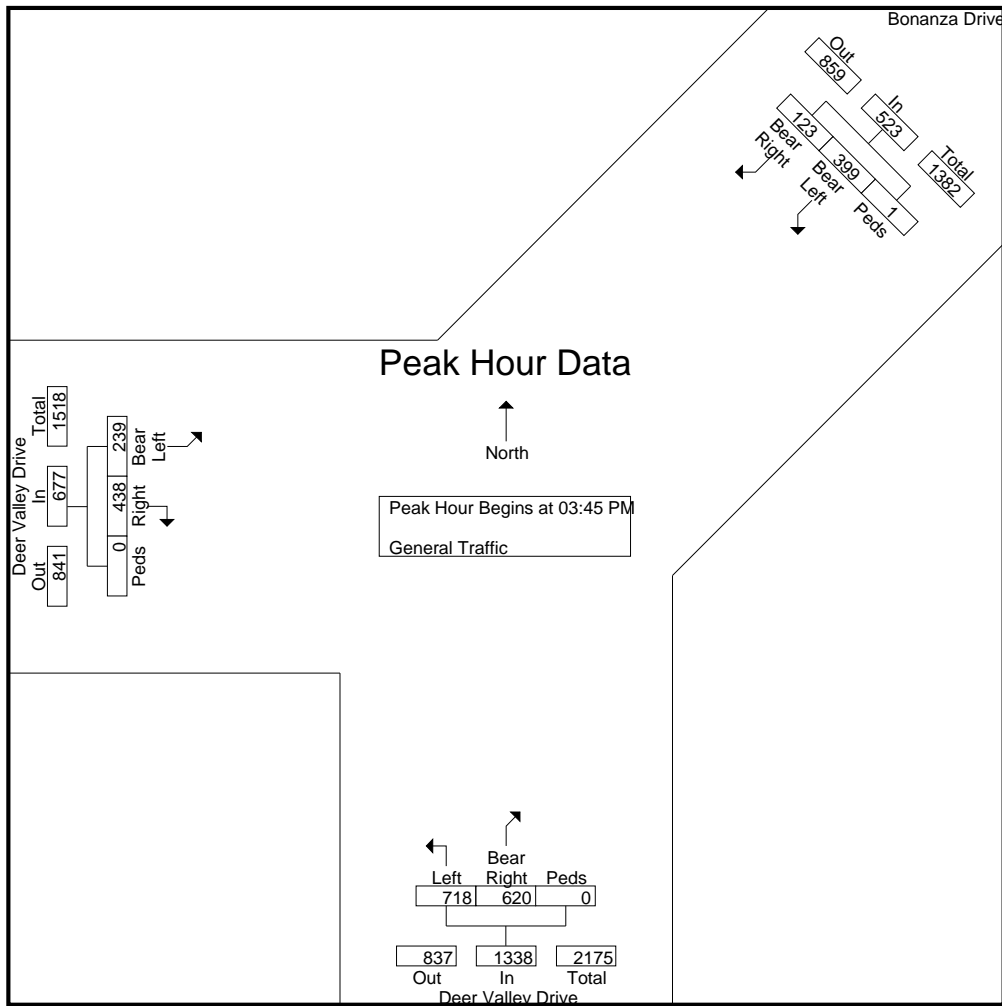 Bonanza Drive
Out
859
In
523
Total
1382
123
399
1
Bear
Right
Bear
Left
Peds
Peak Hour Data
North
Peak Hour Begins at 03:45 PM
General Traffic
Deer Valley Drive
Total
1518
In
677
Out
841
239
438
0
Bear
Left
Right
Peds
Bear
Left Right Peds
718 620 0
837 1338 2175
Out In Total
Deer Valley Drive